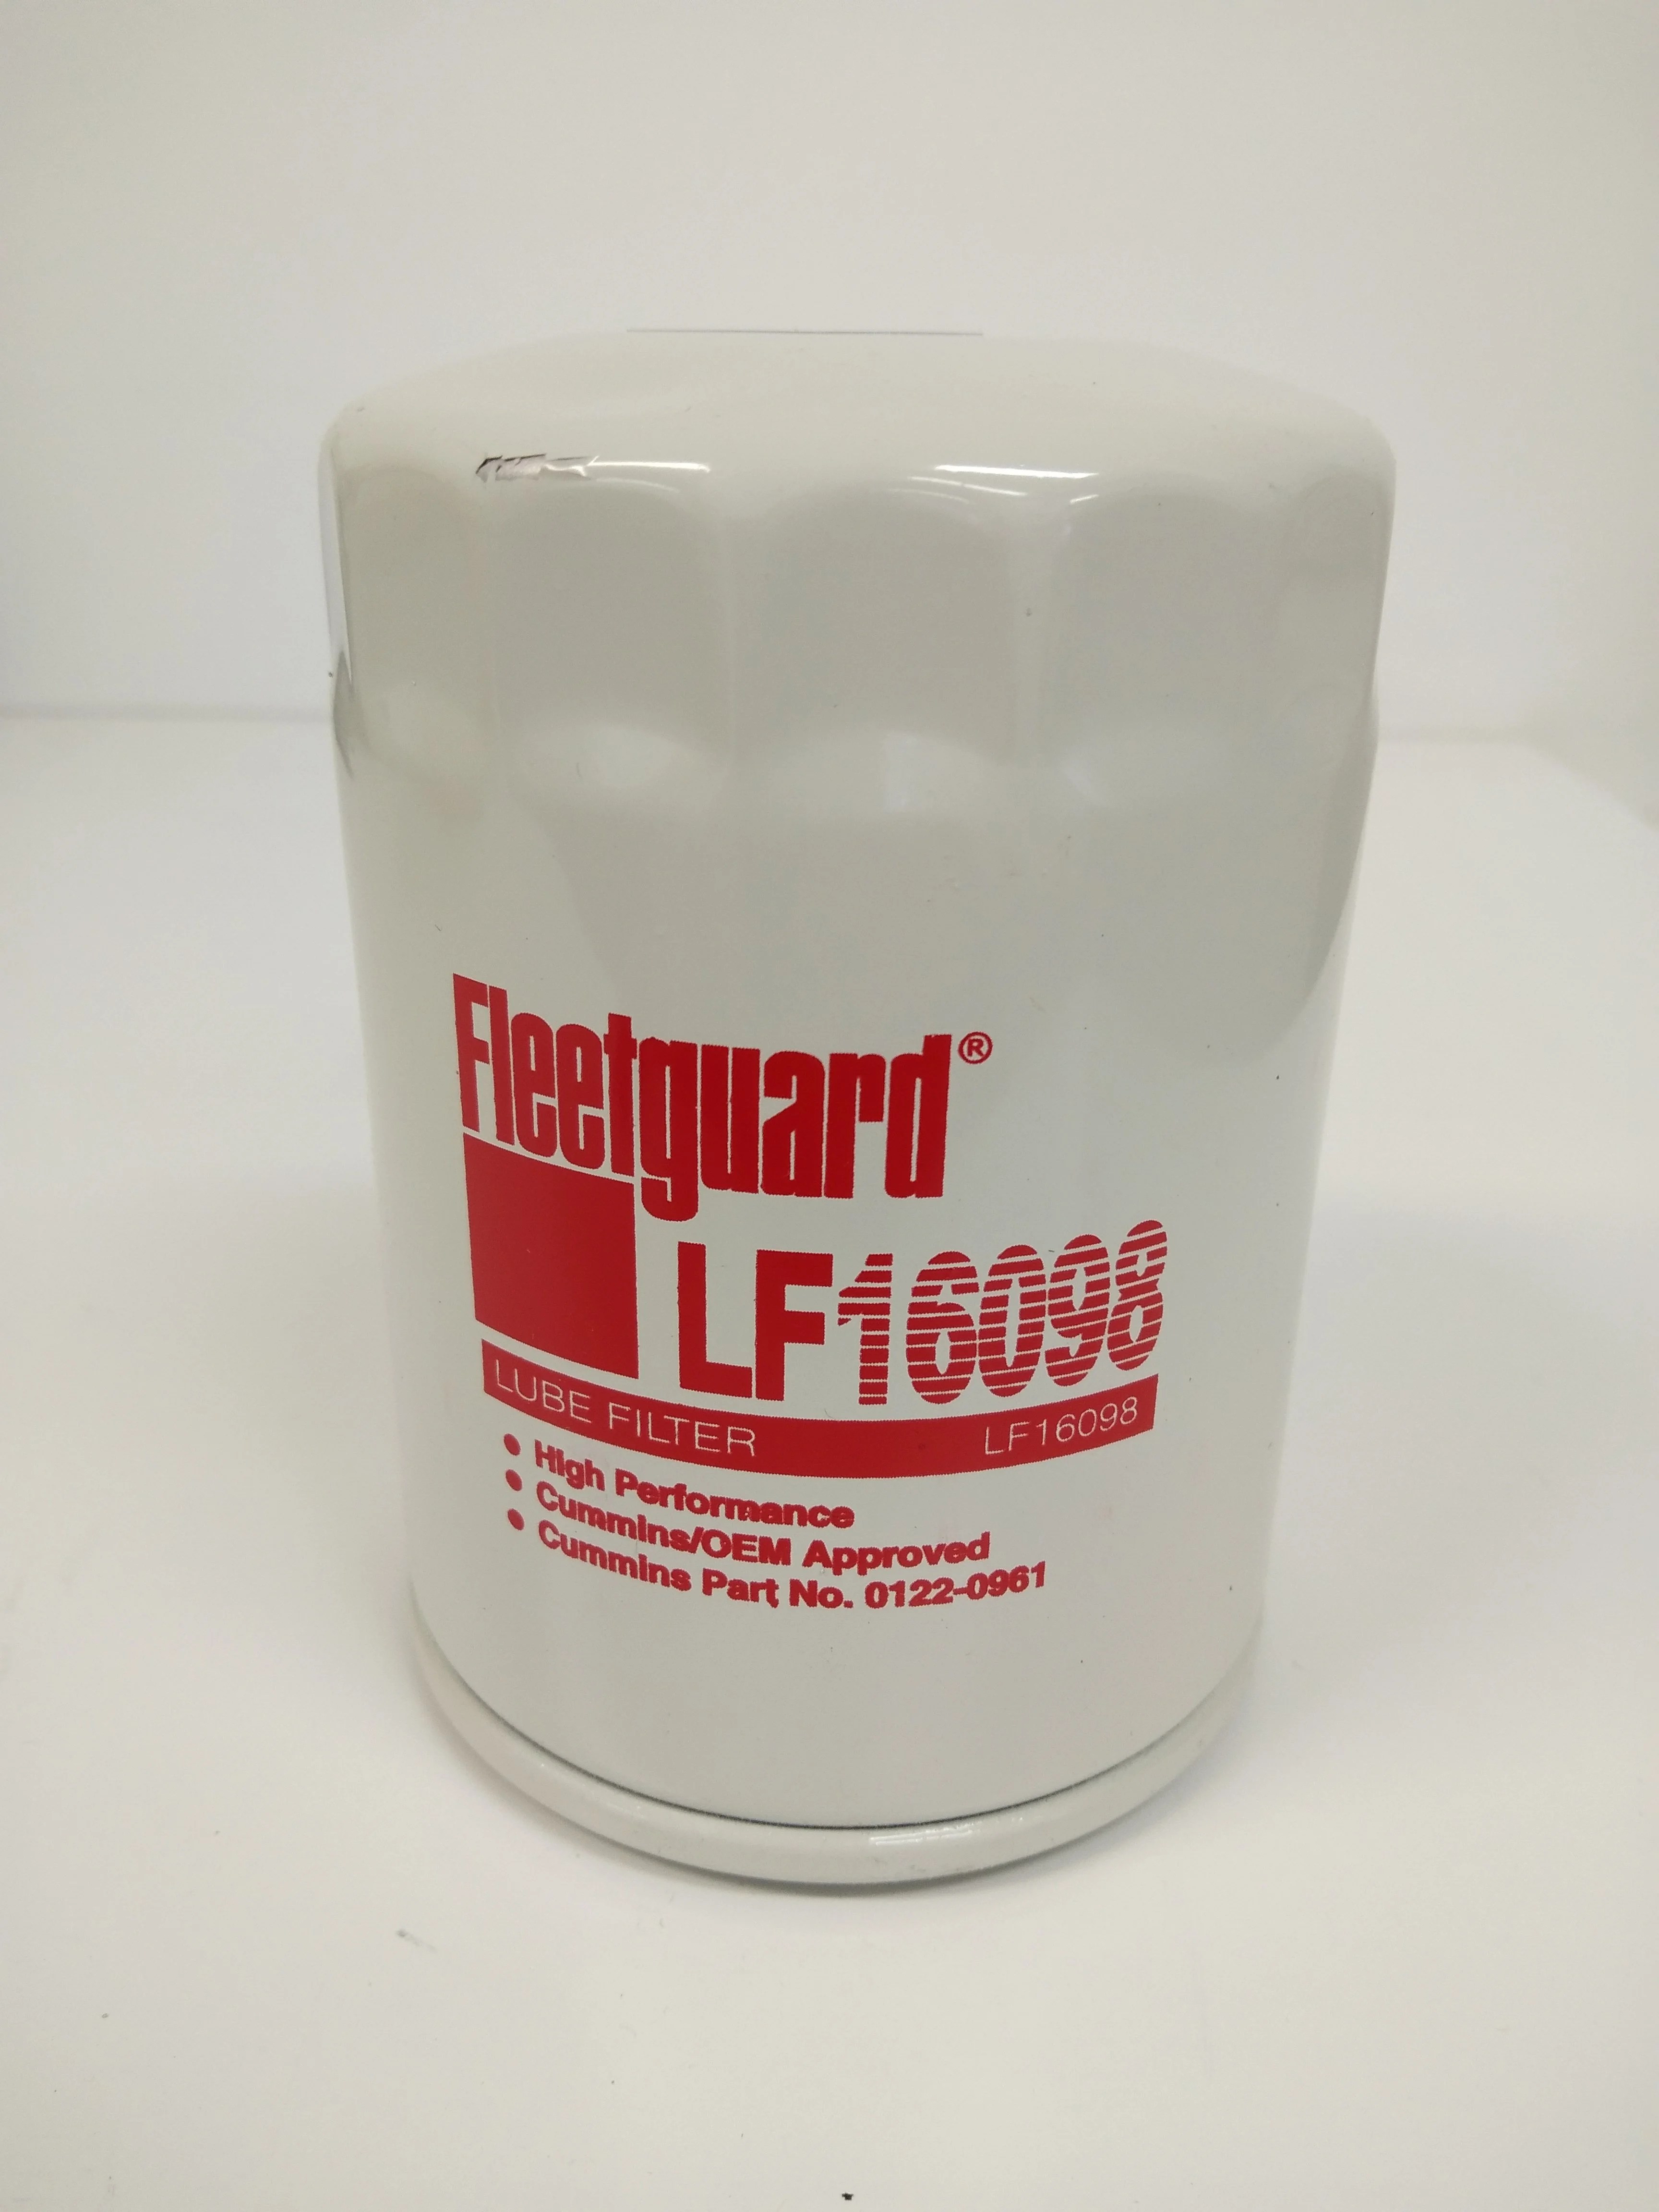 Fleetguard®
LF16098
LUBE FILTER LF16098
• High Performance
• Cummins/OEM Approved
• Cummins Part No. 0122-0961